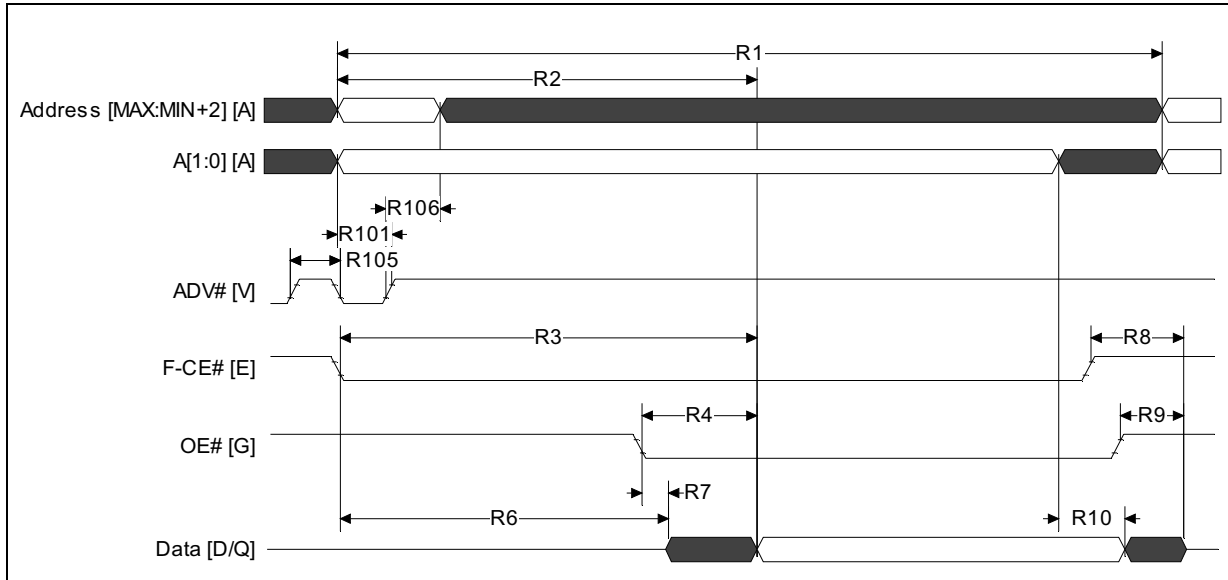 R1
R2
Address [MAX:MIN+2] [A]
A[1:0] [A]
R106
R101
R105
ADV# [V]
R3
R8
F-CE# [E]
R4
R9
OE# [G]
R7
R6
R10
Data [D/Q]